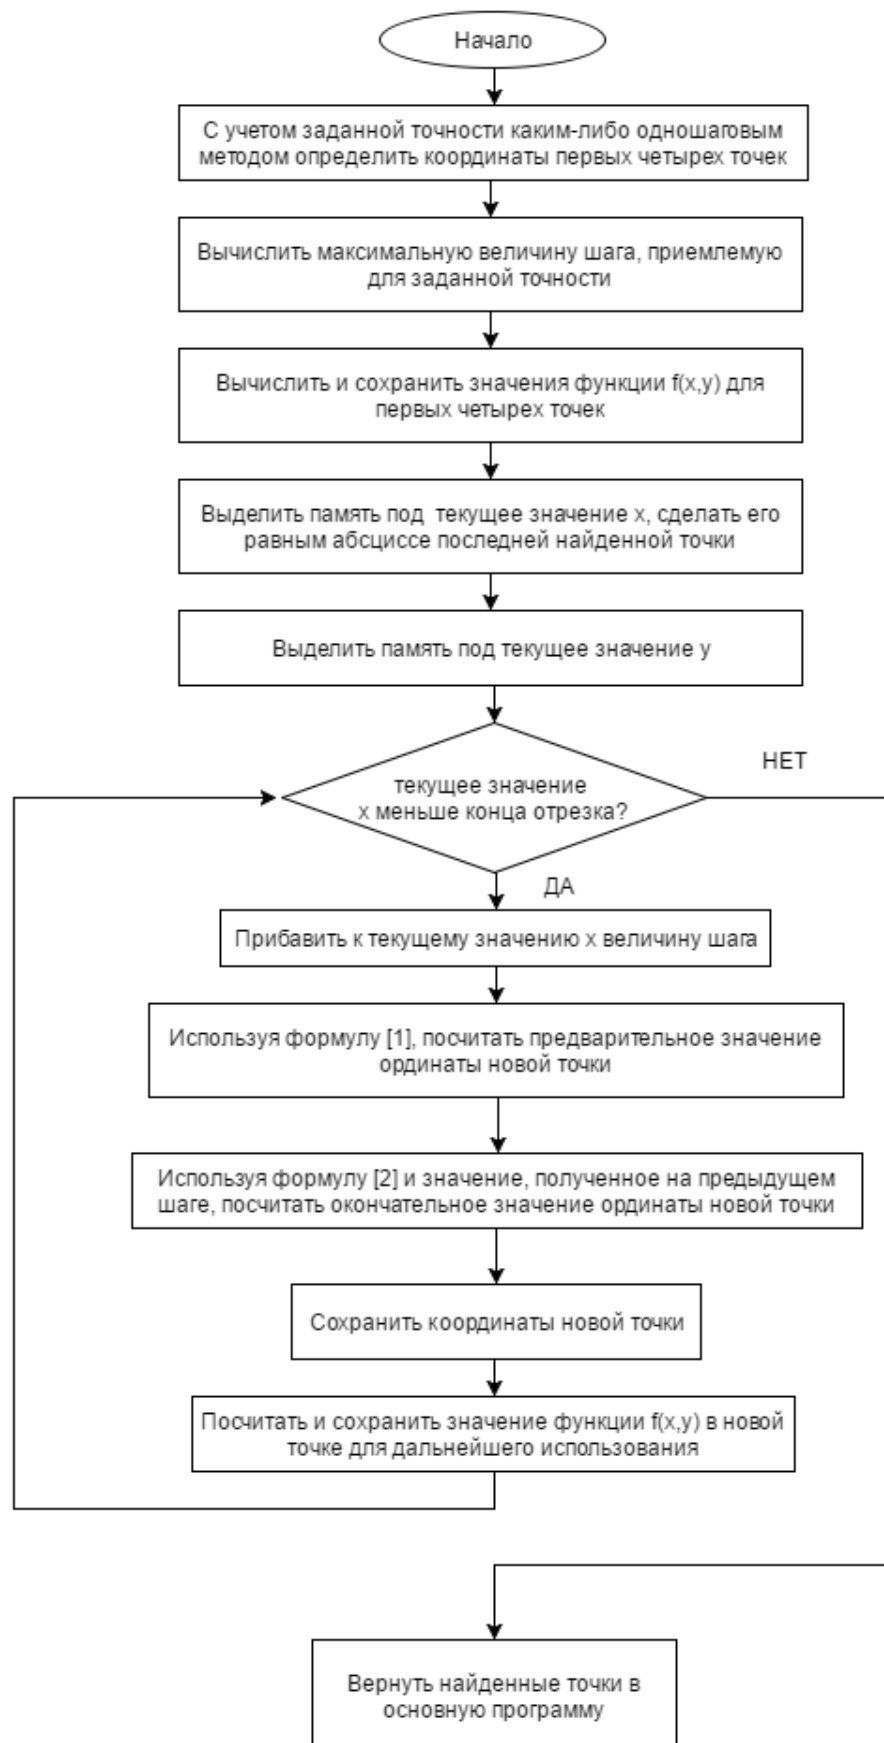 Начало
С учетом заданной точности каким-либо одношаговым
методом определить координаты первых четырех точек
Вычислить максимальную величину шага, приемлемую
для заданной точности
Вычислить и сохранить значения функции f(x,y) для
первых четырех точек
Выделить память под текущее значение x, сделать его
равным абсциссе последней найденной точки
Выделить память под текущее значение y
НЕТ
текущее значение
x меньше конца отрезка?
ДА
Прибавить к текущему значению x величину шага
Используя формулу [1], посчитать предварительное значение
ординаты новой точки
Используя формулу [2] и значение, полученное на предыдущем
шаге, посчитать окончательное значение ординаты новой точки
Сохранить координаты новой точки
Посчитать и сохранить значение функции f(x,y) в новой
точке для дальнейшего использования
Вернуть найденные точки в
основную программу